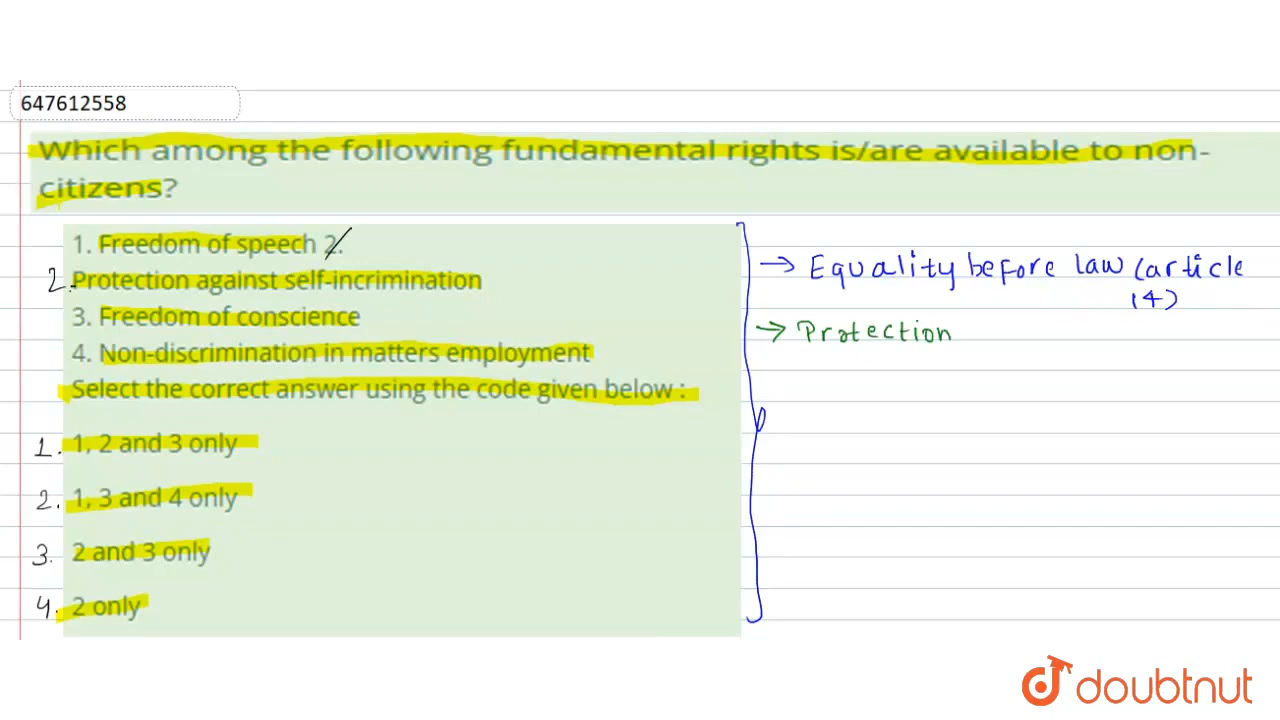 647612558
Which among the following fundamental rights is/are available to non-
citizens?
1. Freedom of speech 2.
2. Protection against self-incrimination
3. Freedom of conscience
4. Non-discrimination in matters employment
Select the correct answer using the code given below :
1. 1, 2 and 3 only
2. 1, 3 and 4 only
3. 2 and 3 only
4. 2 only
→ Equality before law (article
14)
→ Protection
doubtnut